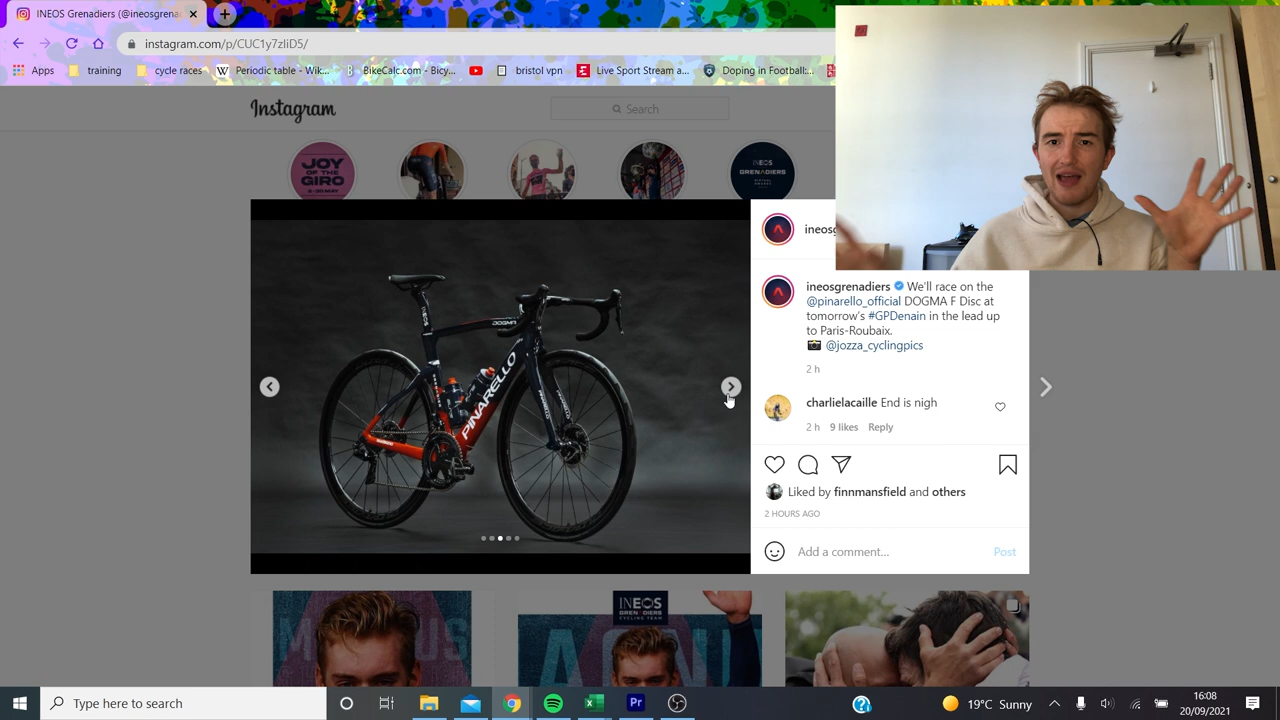 INEOS Grenadiers (@ineosgrena
instagram.com/p/CUC1y7zliD5/
Apps
training
cycle races
Periodic table - Wik...
BikeCalc.com - Bicy...
bristol vpn
Live Sport Stream a...
Doping in Football:...
Instagram
Search
JOY
OF THE
GIRO
INEOS
GRENADIERS
VIRTUAL
AWARDS
ineosg
ineosgrenadiers We'll race on the
@pinarello_official DOGMA F Disc at
tomorrow's #GPDenain in the lead up
to Paris-Roubaix.
@jozza_cyclingpics
2 h
charlielacaille End is nigh
2 h 9 likes Reply
Liked by finnmansfield and others
2 HOURS AGO
Add a comment... Post
DOGMA
PINARELLO
SHIMANO
INEOS
GRENADIERS
CYCLING TEAM
Type here to search
19°C Sunny
16:08
20/09/2021